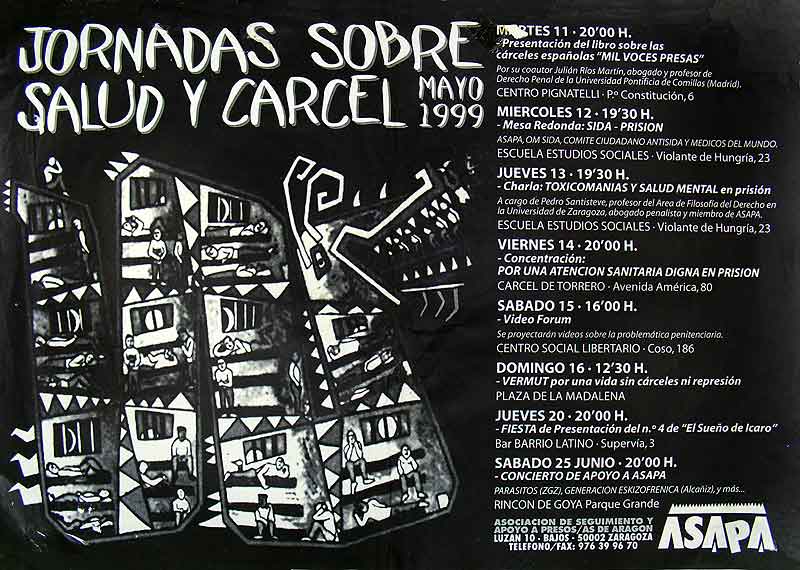 JORNADAS SOBRE
SALUD Y CARCEL
MAYO
1999
MARTES 11 · 20'00 H.
- Presentación del libro sobre las
cárceles españolas "MIL VOCES PRESAS"
Por su coautor Julián Ríos Martín, abogado y profesor de
Derecho Penal de la Universidad Pontificia de Comillas (Madrid).
CENTRO PIGNATELLI · P.º Constitución, 6
MIERCOLES 12 · 19'30 H.
- Mesa Redonda: SIDA - PRISION
ASAPA, OM SIDA, COMITE CIUDADANO ANTISIDA Y MEDICOS DEL MUNDO.
ESCUELA ESTUDIOS SOCIALES · Violante de Hungría, 23
JUEVES 13 · 19'30 H.
- Charla: TOXICOMANIAS Y SALUD MENTAL en prisión
A cargo de Pedro Santisteve, profesor del Area de Filosofía del Derecho en
la Universidad de Zaragoza, abogado penalista y miembro de ASAPA.
ESCUELA ESTUDIOS SOCIALES · Violante de Hungría, 23
VIERNES 14 · 20'00 H.
- Concentración:
POR UNA ATENCION SANITARIA DIGNA EN PRISION
CARCEL DE TORRERO · Avenida América, 80
SABADO 15 · 16'00 H.
- Video Forum
Se proyectarán videos sobre la problemática penitenciaria.
CENTRO SOCIAL LIBERTARIO · Coso, 186
DOMINGO 16 · 12'30 H.
- VERMUT por una vida sin cárceles ni represión
PLAZA DE LA MADALENA
JUEVES 20 · 20'00 H.
- FIESTA de Presentación del n.º 4 de "El Sueño de Icaro"
Bar BARRIO LATINO · Supervía, 3
SABADO 25 JUNIO · 20'00 H.
- CONCIERTO DE APOYO A ASAPA
PARASITOS (ZGZ), GENERACION ESKIZOFRENICA (Alcañiz), y más...
RINCON DE GOYA Parque Grande
ASOCIACION DE SEGUIMIENTO Y
APOYO A PRESOS/AS DE ARAGON
LUZAN 10 · BAJOS · 50002 ZARAGOZA
TELEFONO/FAX: 976 39 96 70
ASAPA